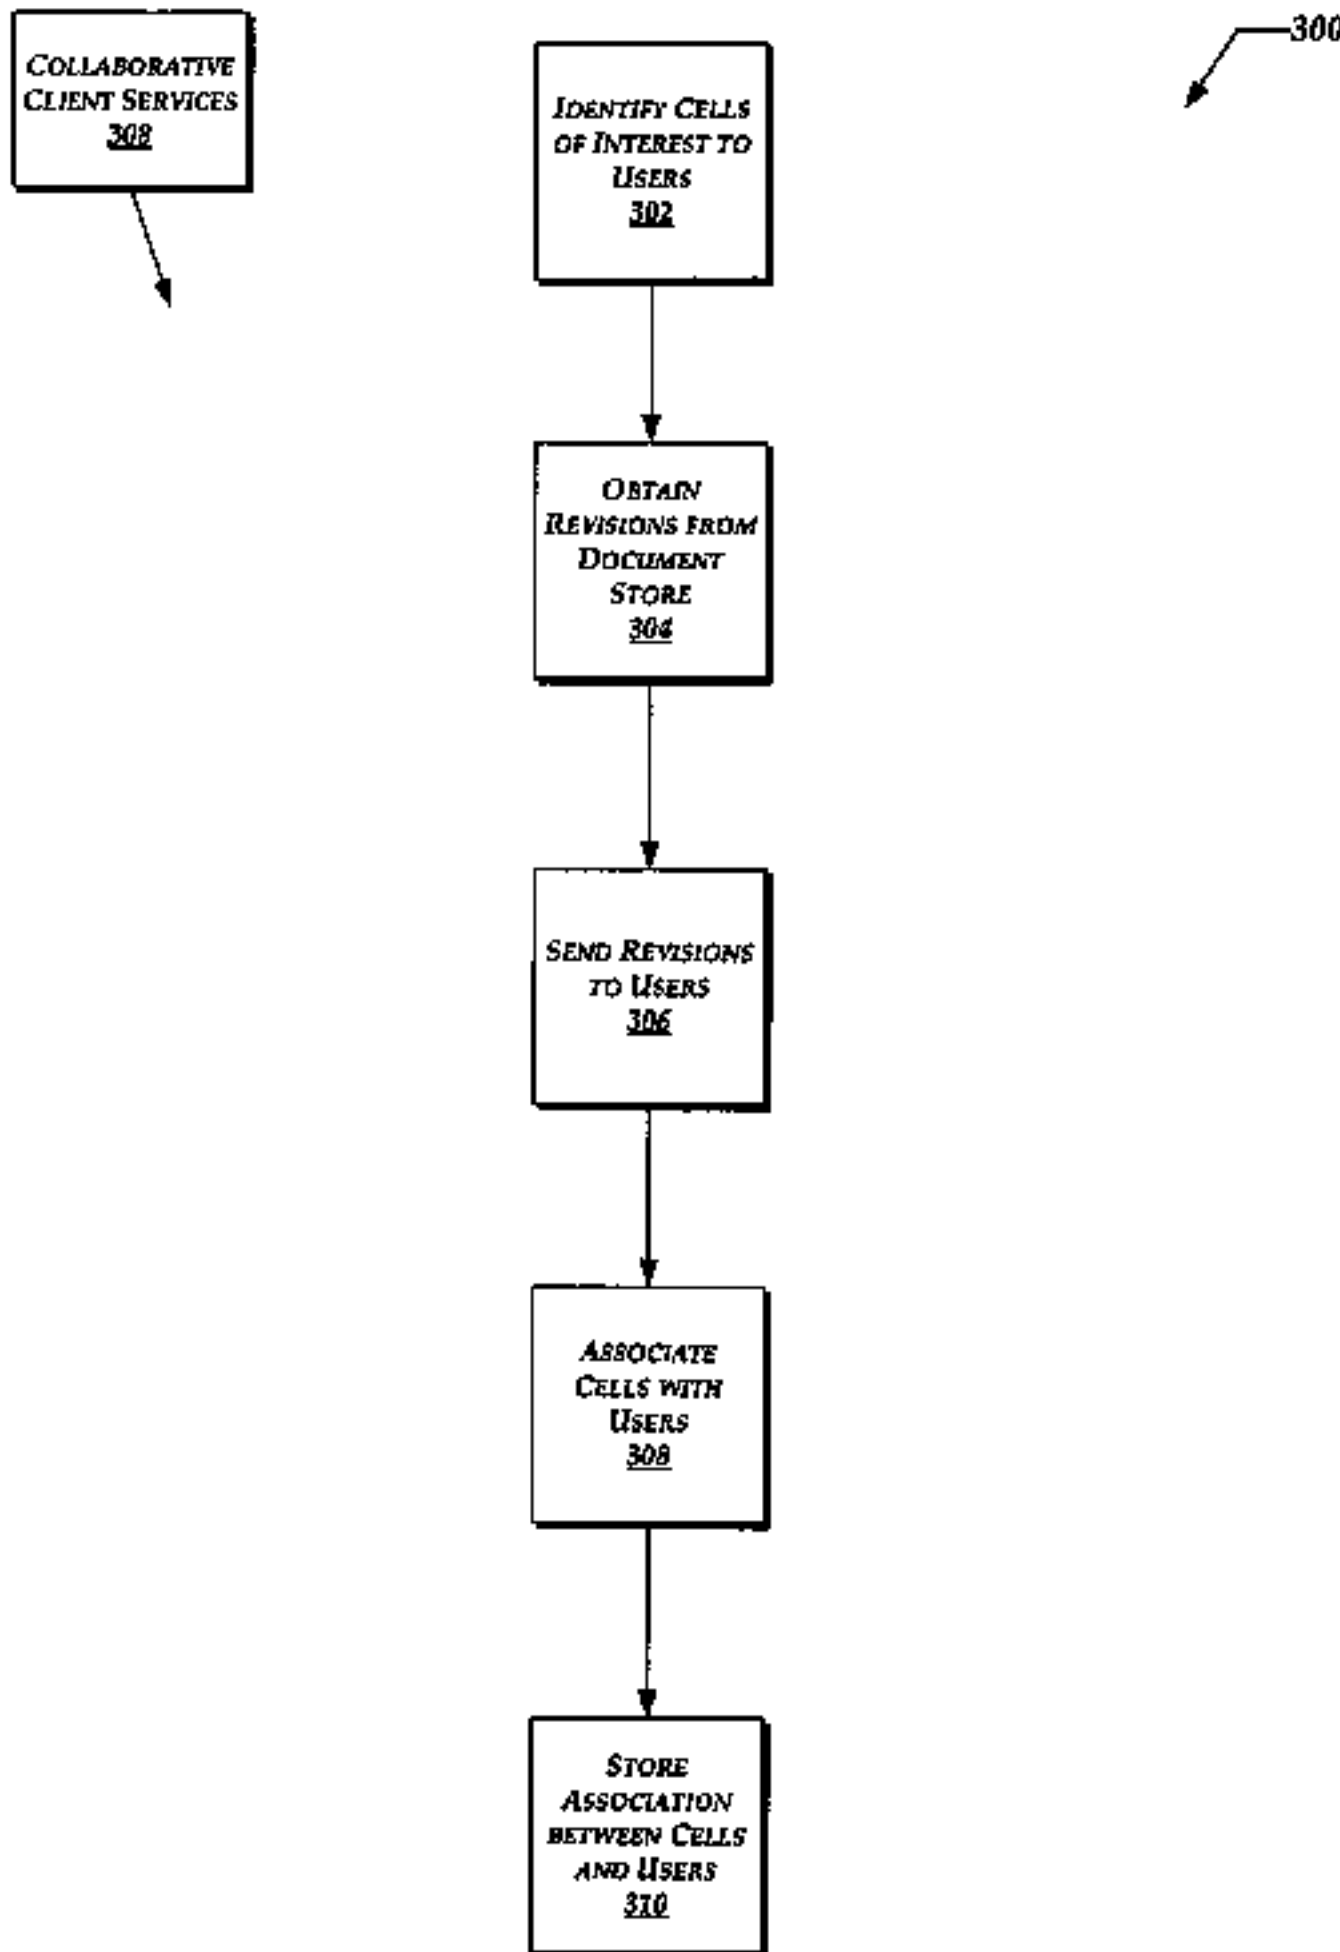 COLLABORATIVE
CLIENT SERVICES
308
300
IDENTIFY CELLS
OF INTEREST TO
USERS
302
OBTAIN
REVISIONS FROM
DOCUMENT
STORE
304
SEND REVISIONS
TO USERS
306
ASSOCIATE
CELLS WITH
USERS
308
STORE
ASSOCIATION
BETWEEN CELLS
AND USERS
310